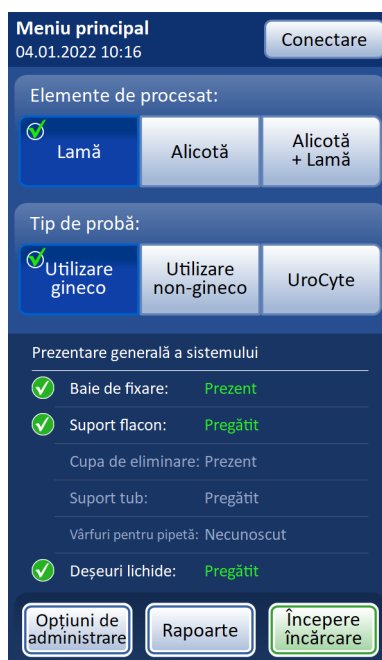 Meniu principal
04.01.2022 10:16
Conectare
Elemente de procesat:
Lamă
Alicotă
Alicotă
+ Lamă
Tip de probă:
Utilizare
gineco
Utilizare
non-gineco
UroCyte
Prezentare generală a sistemului
Baie de fixare: Prezent
Suport flacon: Pregătit
Cupa de eliminare: Prezent
Suport tub: Pregătit
Vârfuri pentru pipetă: Necunoscut
Deșeuri lichide: Pregătit
Opțiuni de
administrare
Rapoarte
Începere
încărcare